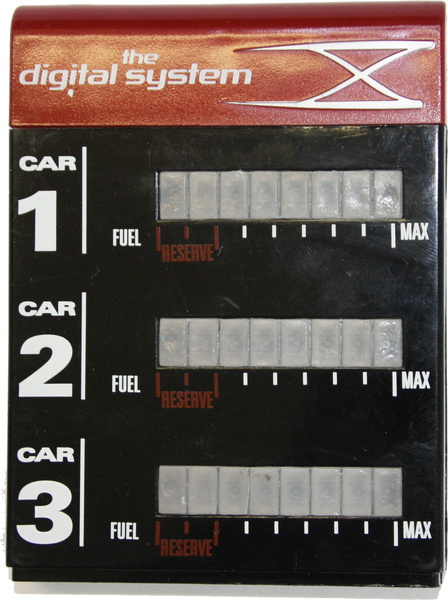 the
digital system
CAR
1
FUEL
RESERVE
MAX
CAR
2
FUEL
RESERVE
MAX
CAR
3
FUEL
RESERVE
MAX